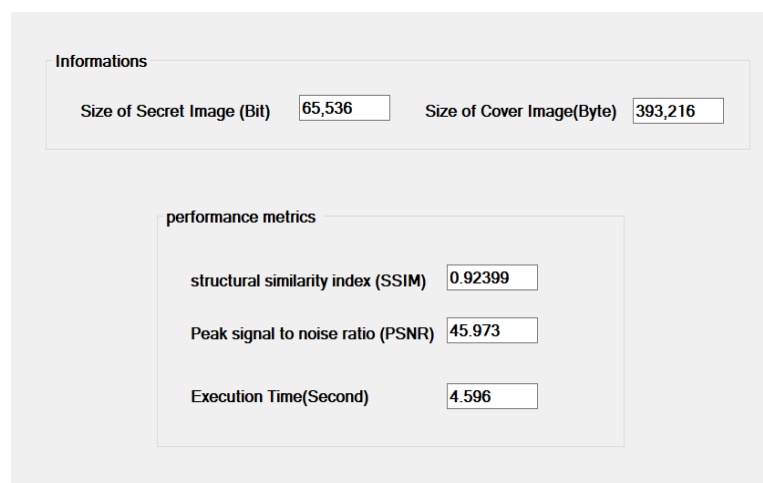 Informations
Size of Secret Image (Bit) 65,536 Size of Cover Image(Byte) 393,216
performance metrics
structural similarity index (SSIM) 0.92399
Peak signal to noise ratio (PSNR) 45.973
Execution Time(Second) 4.596